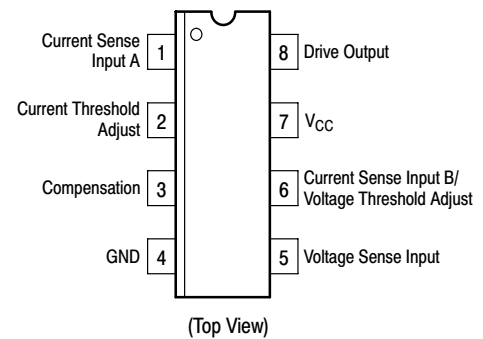 Current Sense
Input A
1
8
Drive Output
Current Threshold
Adjust
2
7
VCC
Compensation
3
6
Current Sense Input B/
Voltage Threshold Adjust
GND
4
5
Voltage Sense Input
(Top View)